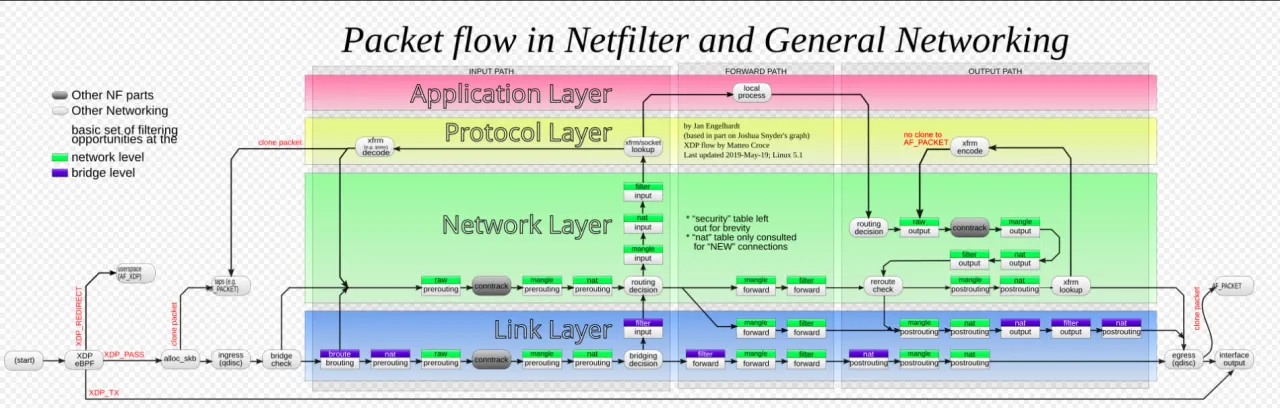 Packet flow in Netfilter and General Networking
INPUT PATH
FORWARD PATH
OUTPUT PATH
Other NF parts
Other Networking
basic set of filtering
opportunities at the
network level
bridge level
Application Layer
local
process
Protocol Layer
by Jan Engelhardt
(based in part on Joshua Snyder's graph)
XDP flow by Matteo Croce
Last updated 2019-May-19; Linux 5.1
clone packet
xfrm
(e.g. ipsec)
decode
xfrm/socket
lookup
no clone to
AF_PACKET
xfrm
encode
Network Layer
filter
input
nat
input
mangle
input
* "security" table left
out for brevity
* "nat" table only consulted
for "NEW" connections
routing
decision
raw
output
conntrack
mangle
output
filter
output
nat
output
userspace
(AF_XDP)
taps (e.g.
AF_PACKET)
raw
prerouting
conntrack
mangle
prerouting
nat
prerouting
routing
decision
mangle
forward
filter
forward
reroute
check
mangle
postrouting
nat
postrouting
xfrm
lookup
AF_PACKET
XDP_REDIRECT
clone packet
clone packet
Link Layer
filter
input
mangle
forward
filter
forward
mangle
postrouting
nat
postrouting
nat
output
filter
output
nat
postrouting
(start)
XDP
eBPF
XDP_PASS
alloc_skb
ingress
(qdisc)
bridge
check
broute
brouting
nat
prerouting
raw
prerouting
conntrack
mangle
prerouting
nat
prerouting
bridging
decision
filter
forward
mangle
forward
filter
forward
nat
postrouting
mangle
postrouting
nat
postrouting
egress
(qdisc)
interface
output
XDP_TX